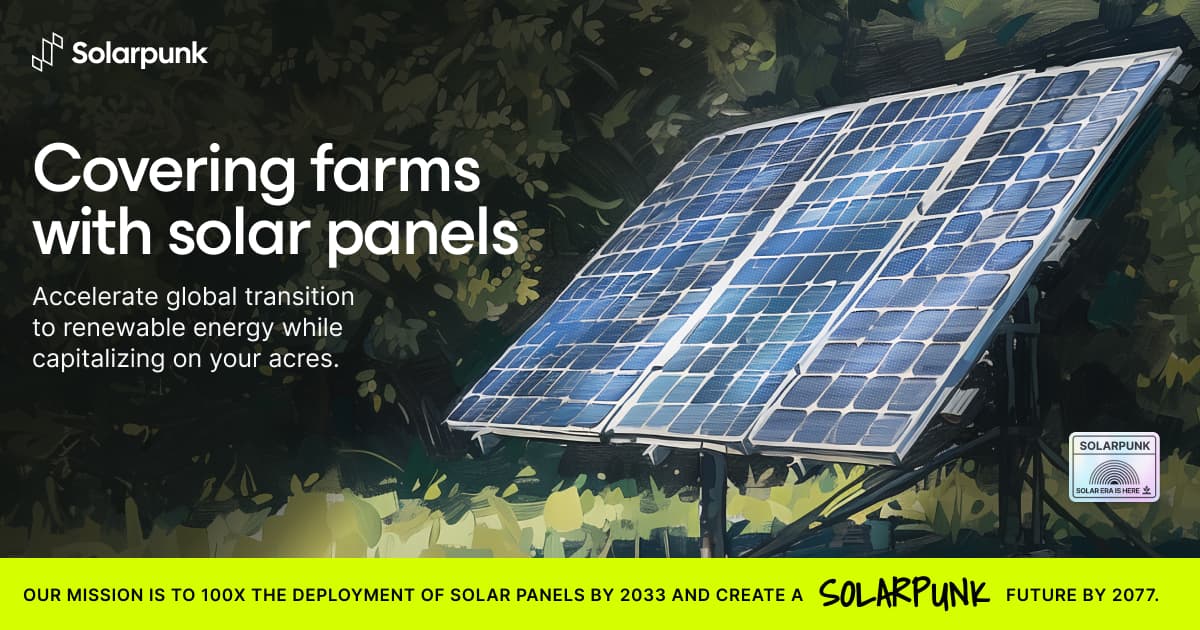 Solarpunk
Covering farms
with solar panels
Accelerate global transition
to renewable energy while
capitalizing on your acres.
SOLARPUNK
SOLAR ERA IS HERE
OUR MISSION IS TO 100X THE DEPLOYMENT OF SOLAR PANELS BY 2033 AND CREATE A SOLARPUNK FUTURE BY 2077.